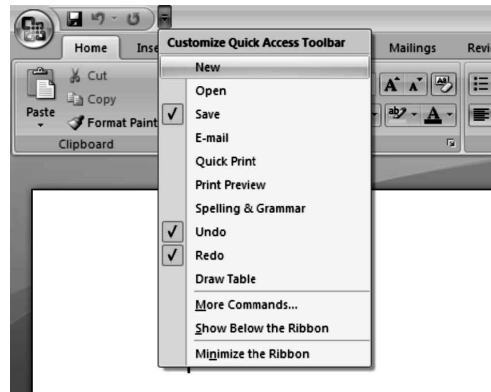 Customize Quick Access Toolbar
Home Inse Mailings Revi
New
Cut
Open
Copy
Save
Paste
Format Paint
E-mail
Clipboard
Quick Print
Print Preview
Spelling & Grammar
Undo
Redo
Draw Table
More Commands...
Show Below the Ribbon
Minimize the Ribbon